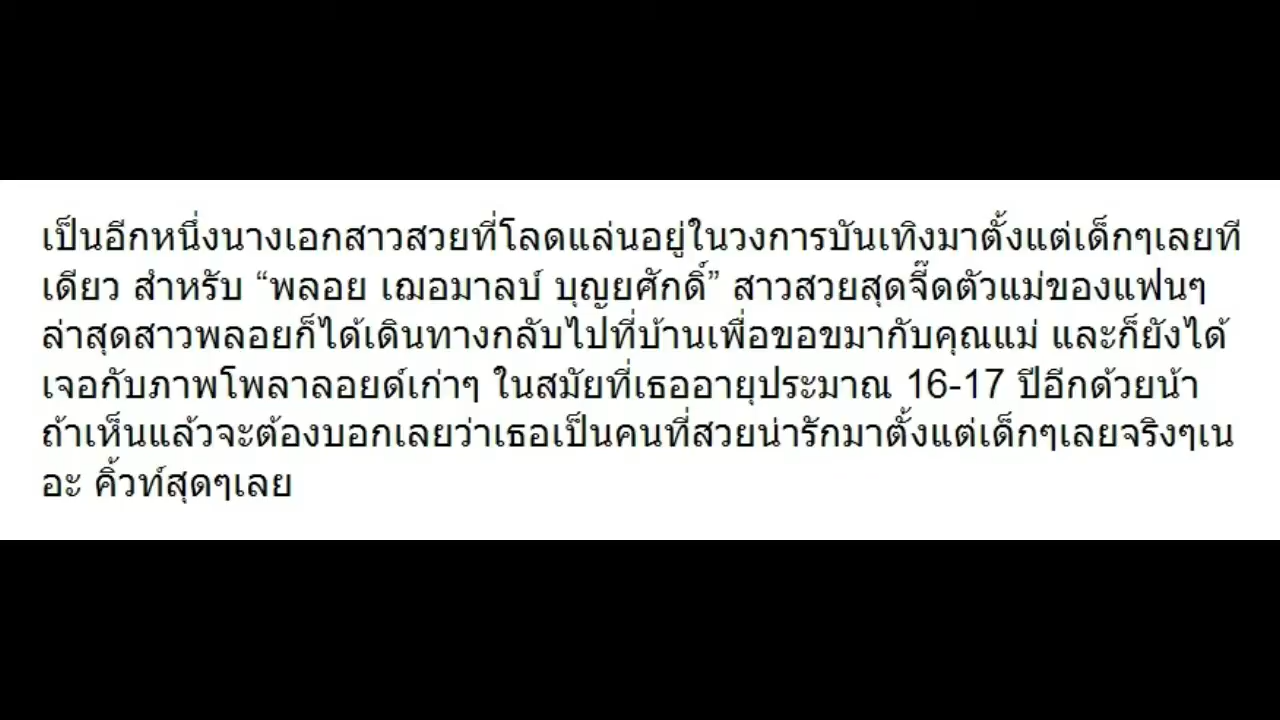 เป็นอีกหนึ่งนางเอกสาวสวยที่โลดแล่นอยู่ในวงการบันเทิงมาตั้งแต่เด็กๆเลยที
เดียว สำหรับ “พลอย เฌอมาลบ์ บุญยศักดิ์” สาวสวยสุดจี๊ดตัวแม่ของแฟนๆ
ล่าสุดสาวพลอยก็ได้เดินทางกลับไปที่บ้านเพื่อขอขมากับคุณแม่ และก็ยังได้
เจอกับภาพโพลาลอยด์เก่าๆ ในสมัยที่เธออายุประมาณ 16-17 ปีอีกด้วยน้า
ถ้าเห็นแล้วจะต้องบอกเลยว่าเธอเป็นคนที่สวยน่ารักมาตั้งแต่เด็กๆเลยจริงๆเน
อะ คิ้วท์สุดๆเลย